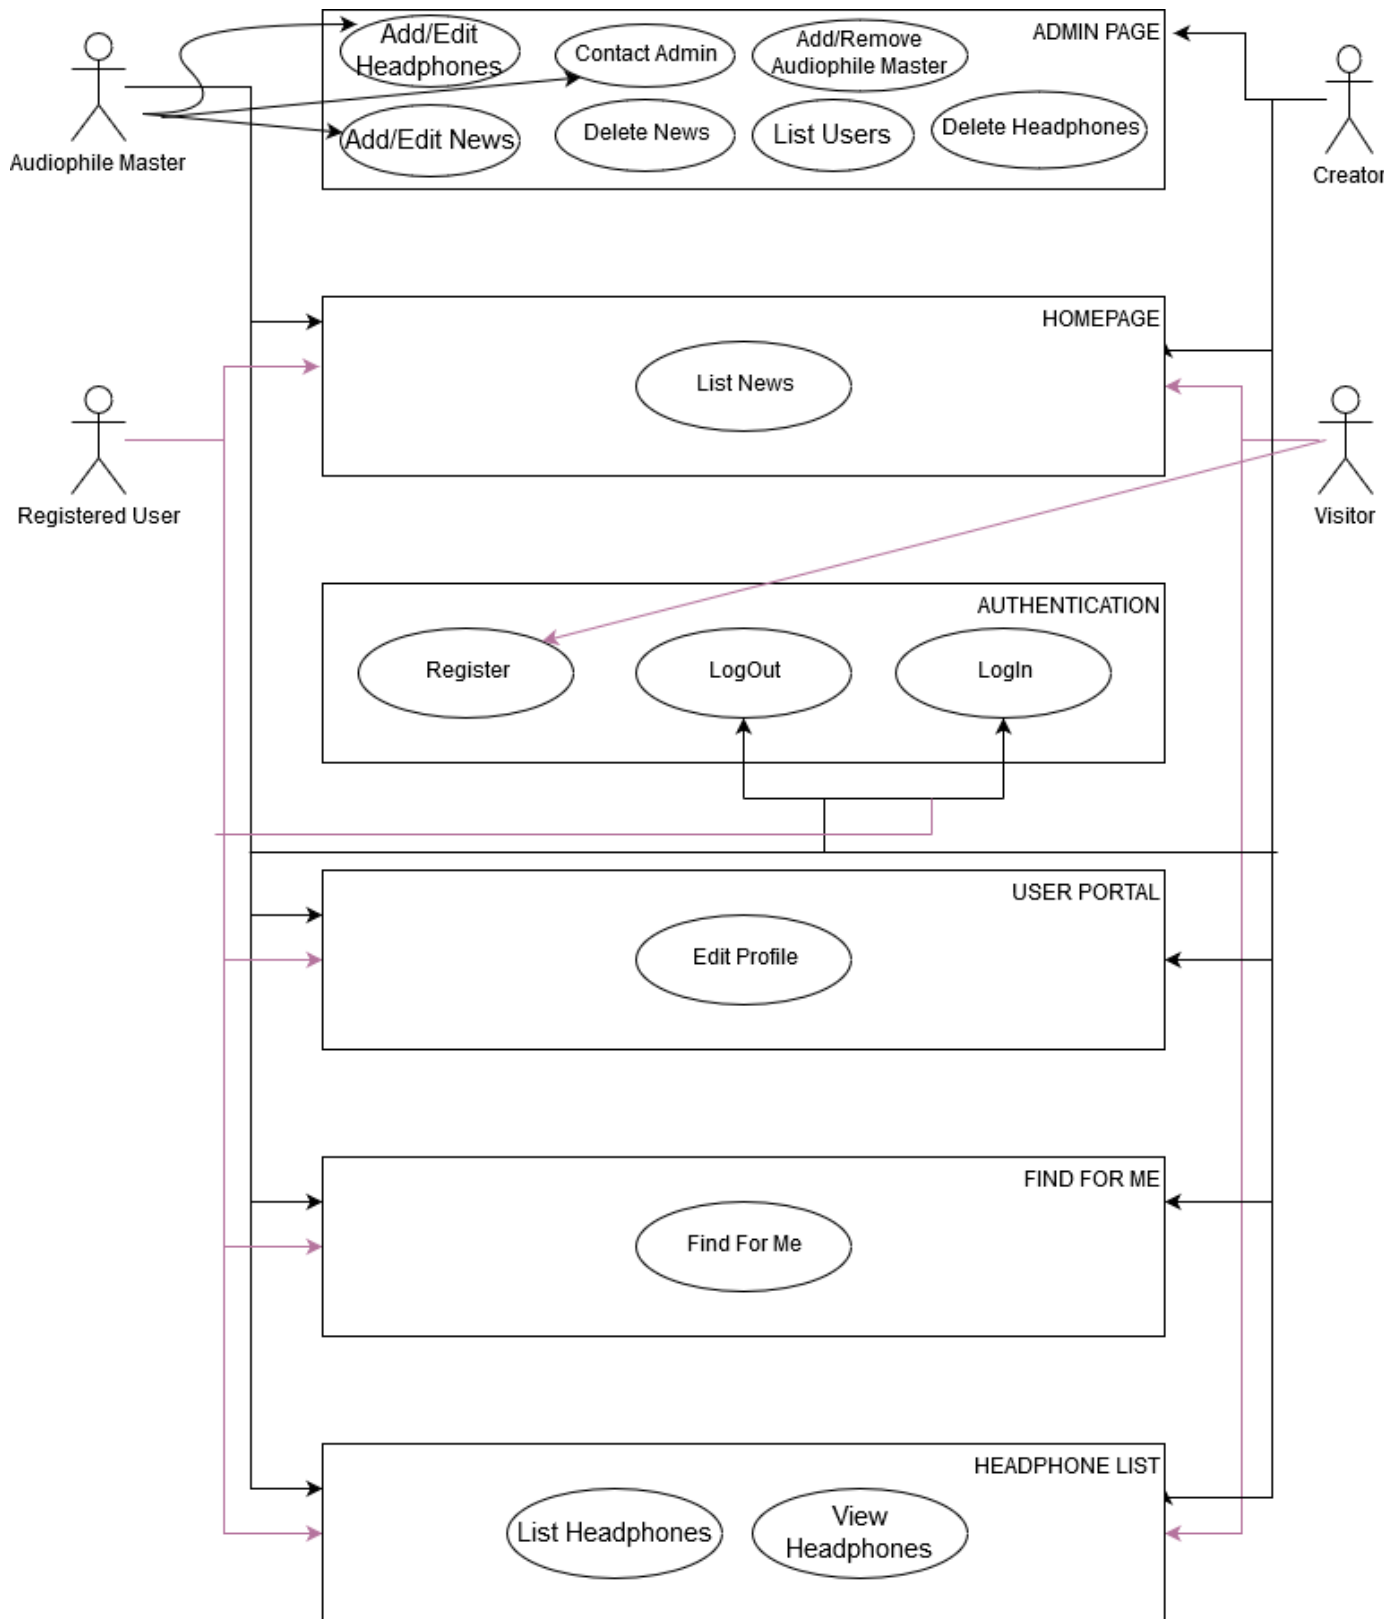 Add/Edit
Headphones
Contact Admin
Add/Remove
Audiophile Master
ADMIN PAGE
Add/Edit News
Delete News
List Users
Delete Headphones
Audiophile Master
Creator
HOMEPAGE
List News
Registered User
Visitor
AUTHENTICATION
Register
LogOut
LogIn
USER PORTAL
Edit Profile
FIND FOR ME
Find For Me
HEADPHONE LIST
List Headphones
View
Headphones